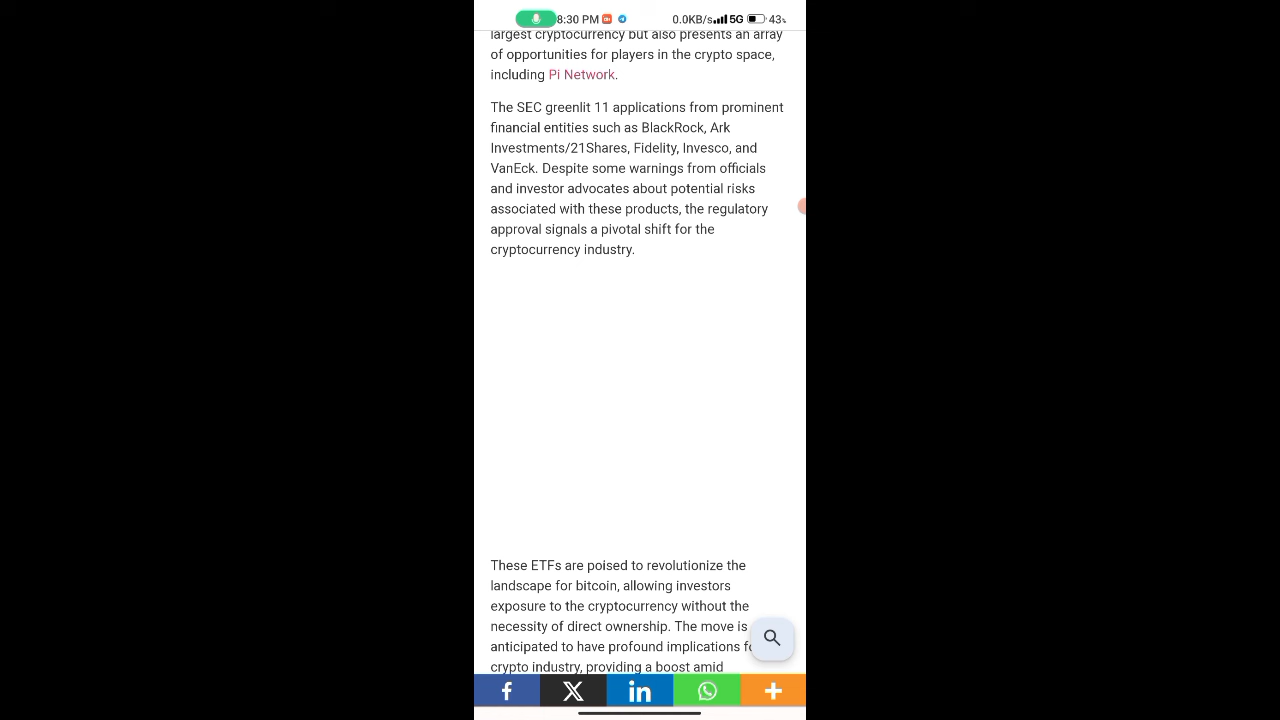 8:30 PM 0.0KB/s 5G 43%
largest cryptocurrency but also presents an array
of opportunities for players in the crypto space,
including Pi Network.
The SEC greenlit 11 applications from prominent
financial entities such as BlackRock, Ark
Investments/21Shares, Fidelity, Invesco, and
VanEck. Despite some warnings from officials
and investor advocates about potential risks
associated with these products, the regulatory
approval signals a pivotal shift for the
cryptocurrency industry.
These ETFs are poised to revolutionize the
landscape for bitcoin, allowing investors
exposure to the cryptocurrency without the
necessity of direct ownership. The move is
anticipated to have profound implications
crypto industry, providing a boost amid